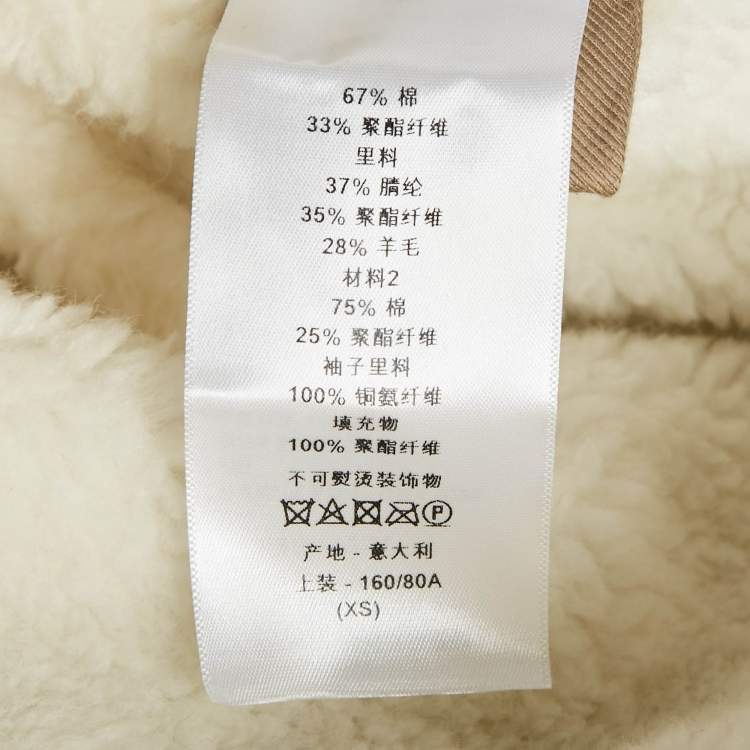 67% 棉
33% 聚酯纤维
里料
37% 腈纶
35% 聚酯纤维
28% 羊毛
材料2
75% 棉
25% 聚酯纤维
袖子里料
100% 铜氨纤维
填充物
100% 聚酯纤维
不可熨烫装饰物
P
产地 - 意大利
上装 - 160/80A
(XS)